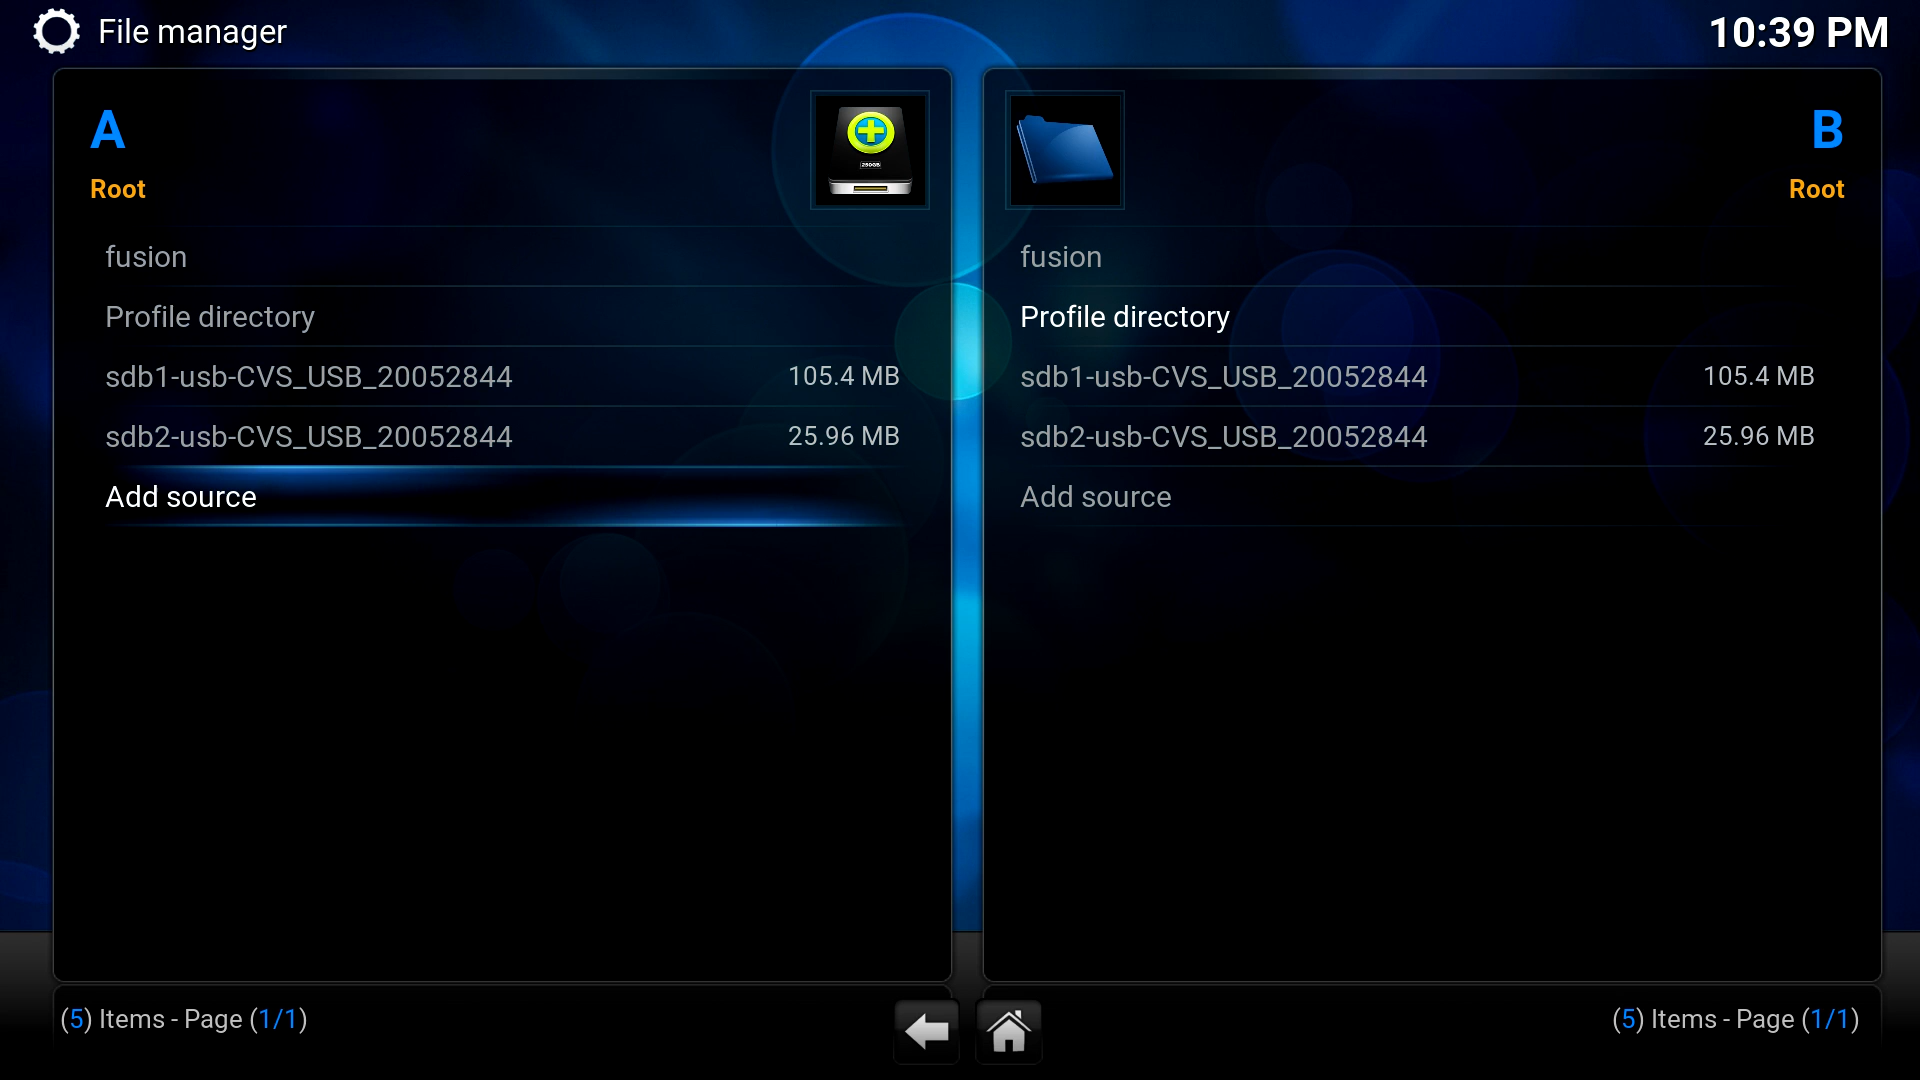 File manager
10:39 PM
A
250GB
Root
fusion
Profile directory
sdb1-usb-CVS_USB_20052844 105.4 MB
sdb2-usb-CVS_USB_20052844 25.96 MB
Add source
(5) Items - Page (1/1)
B
Root
fusion
Profile directory
sdb1-usb-CVS_USB_20052844 105.4 MB
sdb2-usb-CVS_USB_20052844 25.96 MB
Add source
(5) Items - Page (1/1)